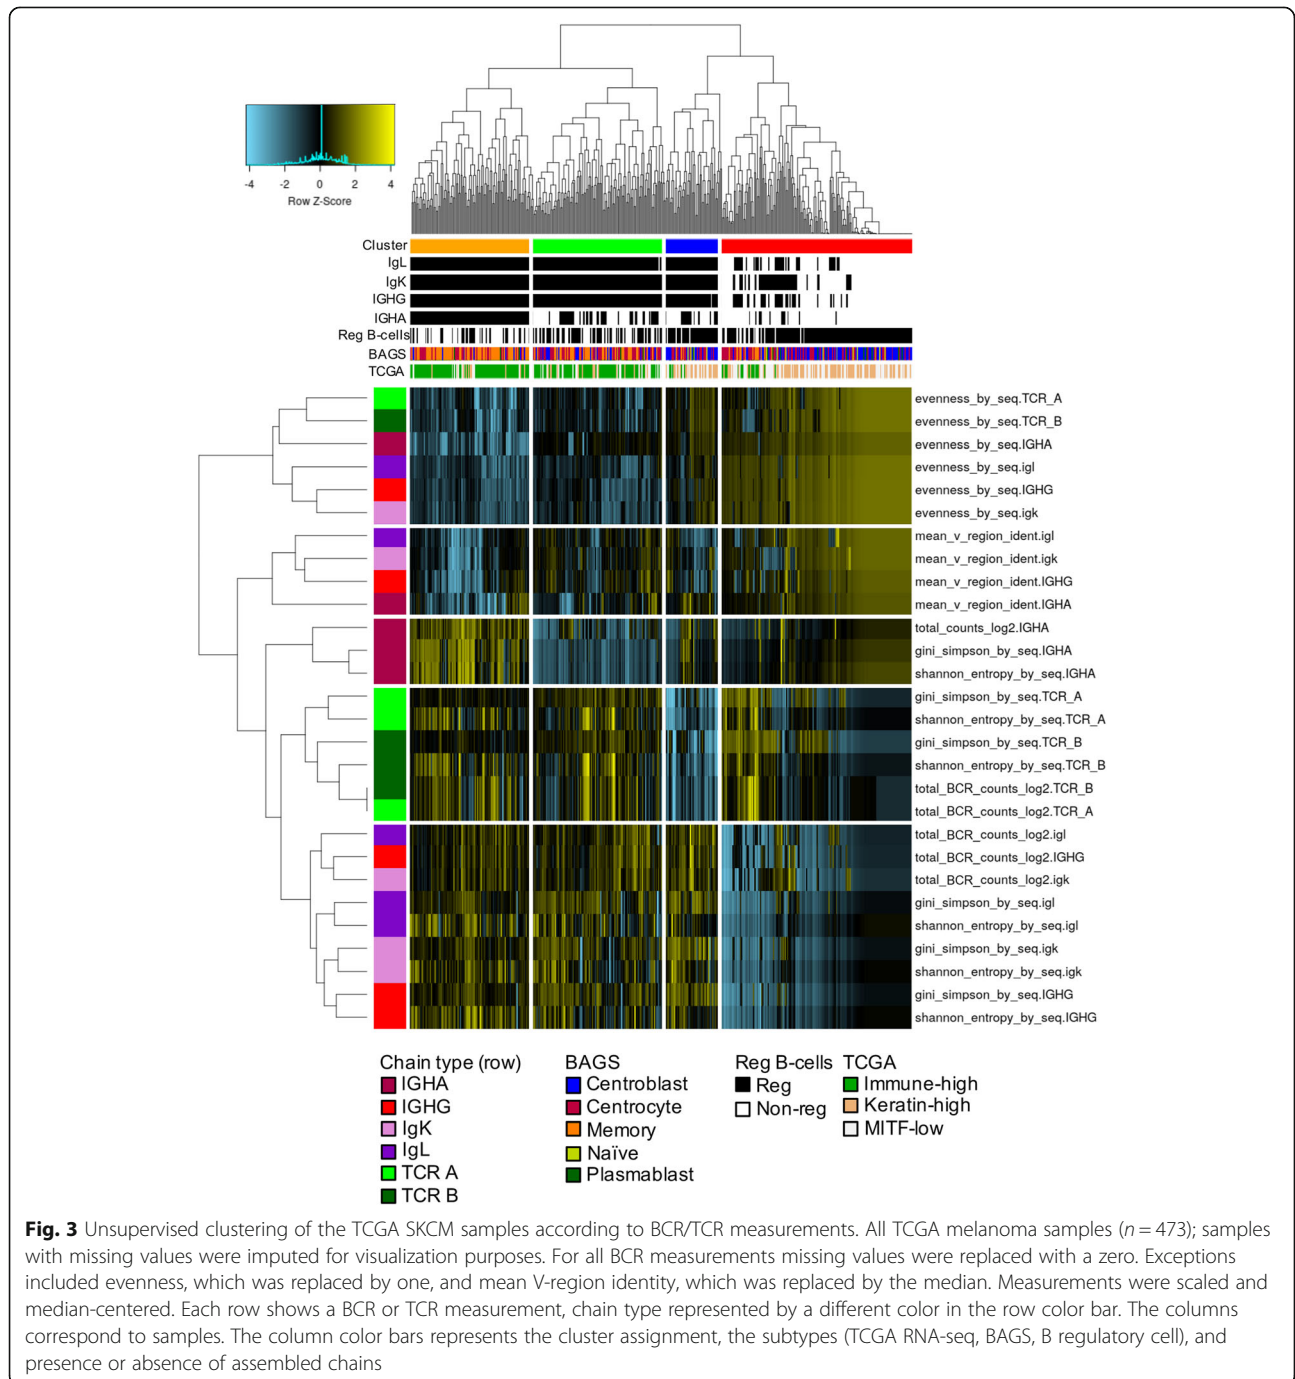 -4 -2 0 2 4
Row Z-Score
Cluster
IgL
IgK
IGHG
IGHA
Reg B-cells
BAGS
TCGA
evenness_by_seq.TCR_A
evenness_by_seq.TCR_B
evenness_by_seq.IGHA
evenness_by_seq.igl
evenness_by_seq.IGHG
evenness_by_seq.igk
mean_v_region_ident.igl
mean_v_region_ident.igk
mean_v_region_ident.IGHG
mean_v_region_ident.IGHA
total_counts_log2.IGHA
gini_simpson_by_seq.IGHA
shannon_entropy_by_seq.IGHA
gini_simpson_by_seq.TCR_A
shannon_entropy_by_seq.TCR_A
gini_simpson_by_seq.TCR_B
shannon_entropy_by_seq.TCR_B
total_BCR_counts_log2.TCR_B
total_BCR_counts_log2.TCR_A
total_BCR_counts_log2.igl
total_BCR_counts_log2.IGHG
total_BCR_counts_log2.igk
gini_simpson_by_seq.igl
shannon_entropy_by_seq.igl
gini_simpson_by_seq.igk
shannon_entropy_by_seq.igk
gini_simpson_by_seq.IGHG
shannon_entropy_by_seq.IGHG
Chain type (row)
IGHA
IGHG
IgK
IgL
TCR A
TCR B
BAGS
Centroblast
Centrocyte
Memory
Naïve
Plasmablast
Reg B-cells
Reg
Non-reg
TCGA
Immune-high
Keratin-high
MITF-low
Fig. 3 Unsupervised clustering of the TCGA SKCM samples according to BCR/TCR measurements. All TCGA melanoma samples (n = 473); samples
with missing values were imputed for visualization purposes. For all BCR measurements missing values were replaced with a zero. Exceptions
included evenness, which was replaced by one, and mean V-region identity, which was replaced by the median. Measurements were scaled and
median-centered. Each row shows a BCR or TCR measurement, chain type represented by a different color in the row color bar. The columns
correspond to samples. The column color bars represents the cluster assignment, the subtypes (TCGA RNA-seq, BAGS, B regulatory cell), and
presence or absence of assembled chains